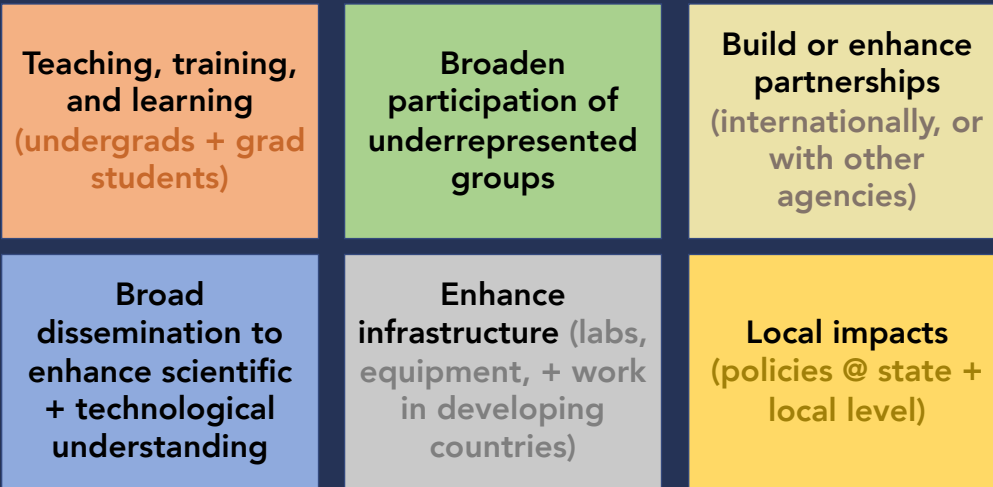 Teaching, training,
and learning
(undergrads + grad
students)
Broaden
participation of
underrepresented
groups
Build or enhance
partnerships
(internationally, or
with other
agencies)
Broad
dissemination to
enhance scientific
+ technological
understanding
Enhance
infrastructure (labs,
equipment, + work
in developing
countries)
Local impacts
(policies @ state +
local level)